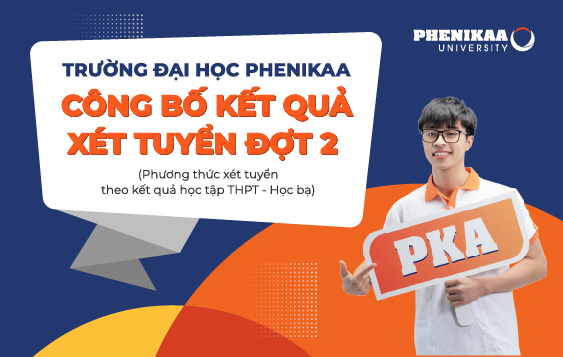 PHENIKAA
UNIVERSITY
TRƯỜNG ĐẠI HỌC PHENIKAA
CÔNG BỐ KẾT QUẢ
XÉT TUYỂN ĐỢT 2
(Phương thức xét tuyển
theo kết quả học tập THPT - Học bạ)
PKA